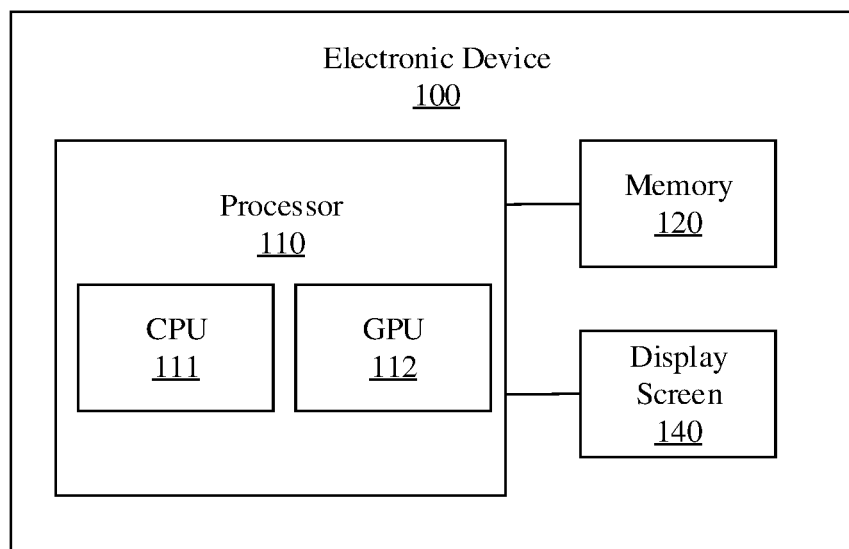 Electronic Device
100
Processor
110
CPU
111
GPU
112
Memory
120
Display
Screen
140